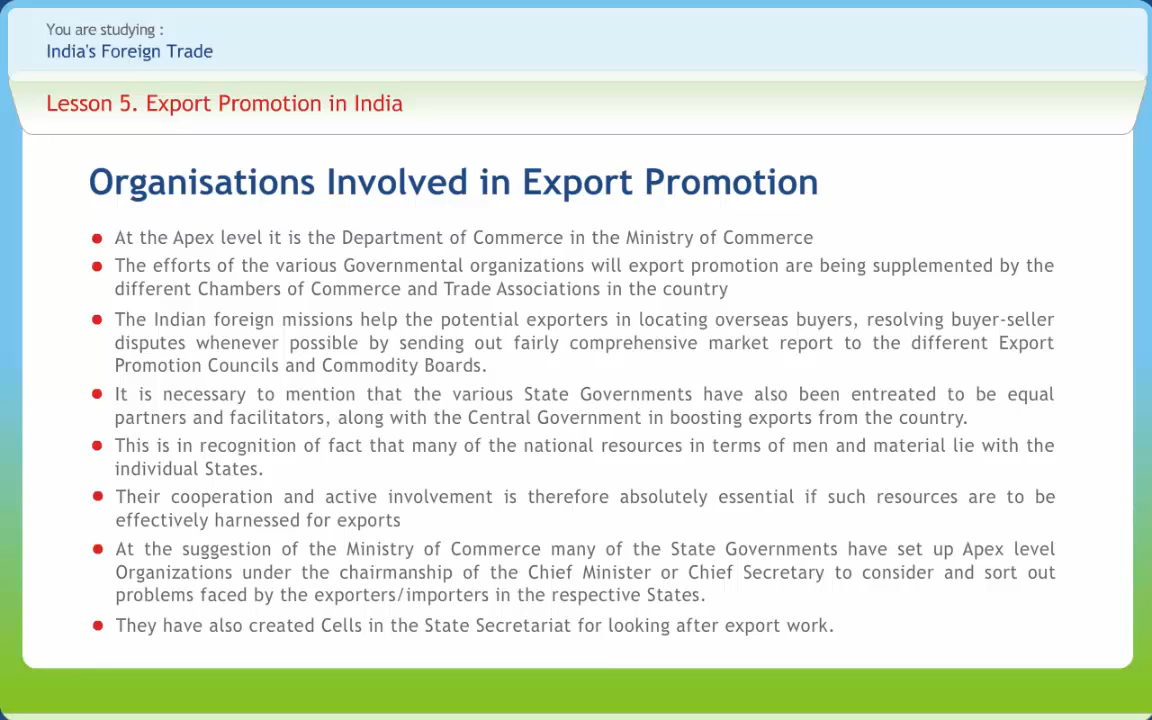 You are studying :
India's Foreign Trade
Lesson 5. Export Promotion in India
Organisations Involved in Export Promotion
At the Apex level it is the Department of Commerce in the Ministry of Commerce
The efforts of the various Governmental organizations will export promotion are being supplemented by the
different Chambers of Commerce and Trade Associations in the country
The Indian foreign missions help the potential exporters in locating overseas buyers, resolving buyer-seller
disputes whenever possible by sending out fairly comprehensive market report to the different Export
Promotion Councils and Commodity Boards.
It is necessary to mention that the various State Governments have also been entreated to be equal
partners and facilitators, along with the Central Government in boosting exports from the country.
This is in recognition of fact that many of the national resources in terms of men and material lie with the
individual States.
Their cooperation and active involvement is therefore absolutely essential if such resources are to be
effectively harnessed for exports
At the suggestion of the Ministry of Commerce many of the State Governments have set up Apex level
Organizations under the chairmanship of the Chief Minister or Chief Secretary to consider and sort out
problems faced by the exporters/importers in the respective States.
They have also created Cells in the State Secretariat for looking after export work.